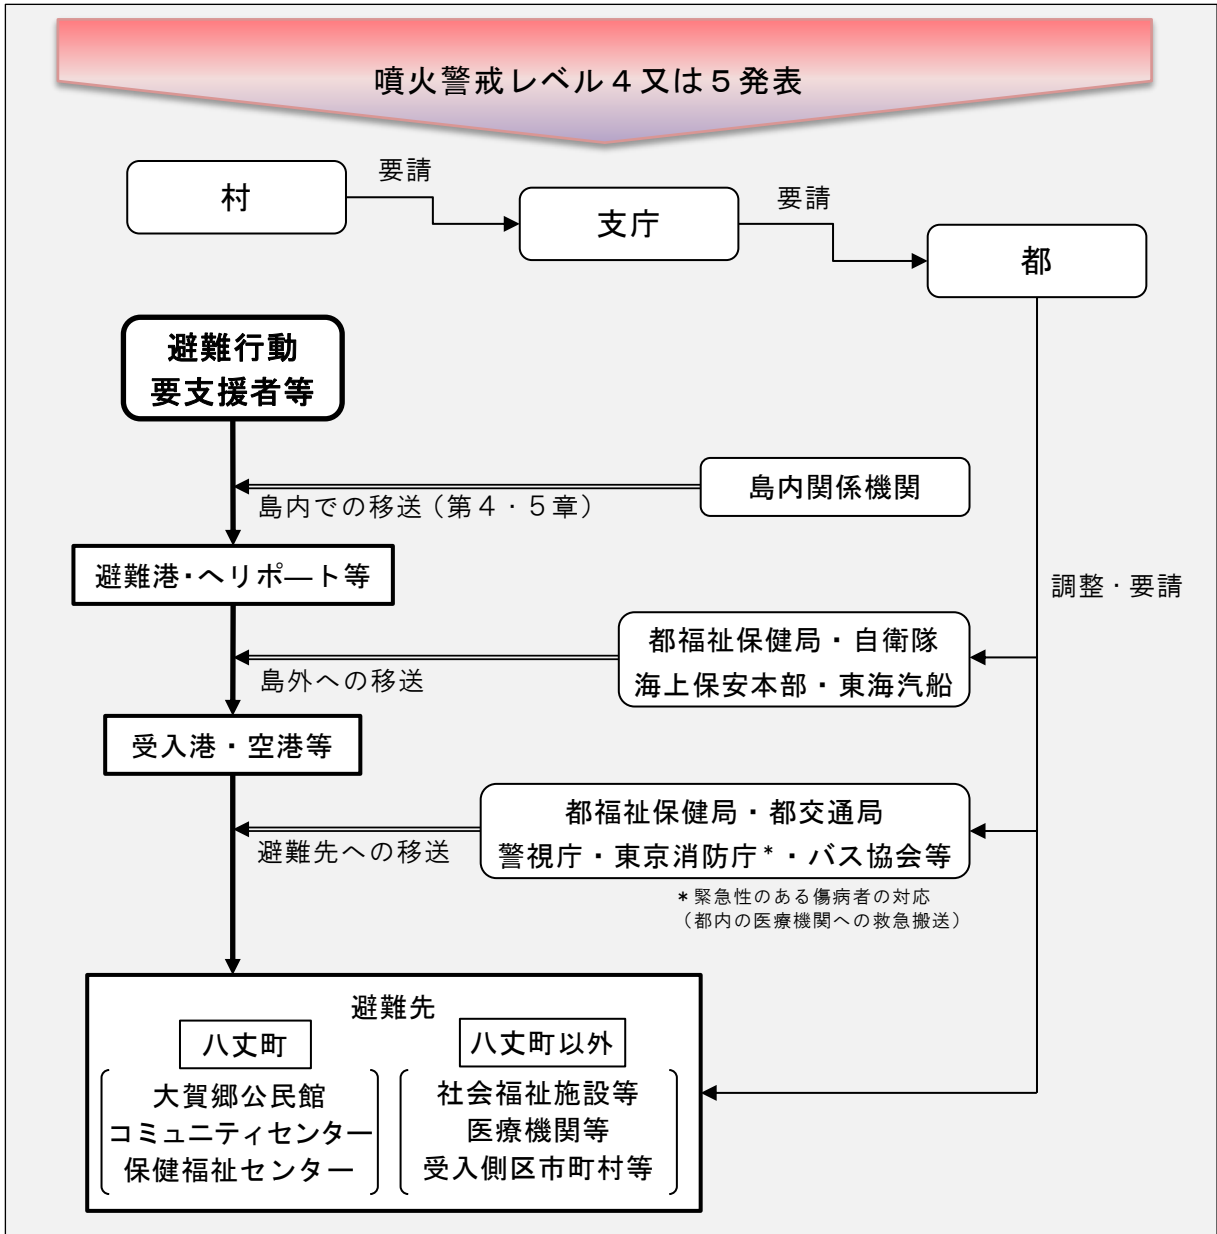 噴火警戒レベル４又は５発表
村
要請
支庁
要請
都
避難行動
要支援者等
島内関係機関
島内での移送（第４・５章）
避難港・ヘリポート等
調整・要請
都福祉保健局・自衛隊
海上保安本部・東海汽船
島外への移送
受入港・空港等
都福祉保健局・都交通局
警視庁・東京消防庁*・バス協会等
避難先への移送
*緊急性のある傷病者の対応
（都内の医療機関への救急搬送）
避難先
八丈町
大賀郷公民館
コミュニティセンター
保健福祉センター
八丈町以外
社会福祉施設等
医療機関等
受入側区市町村等